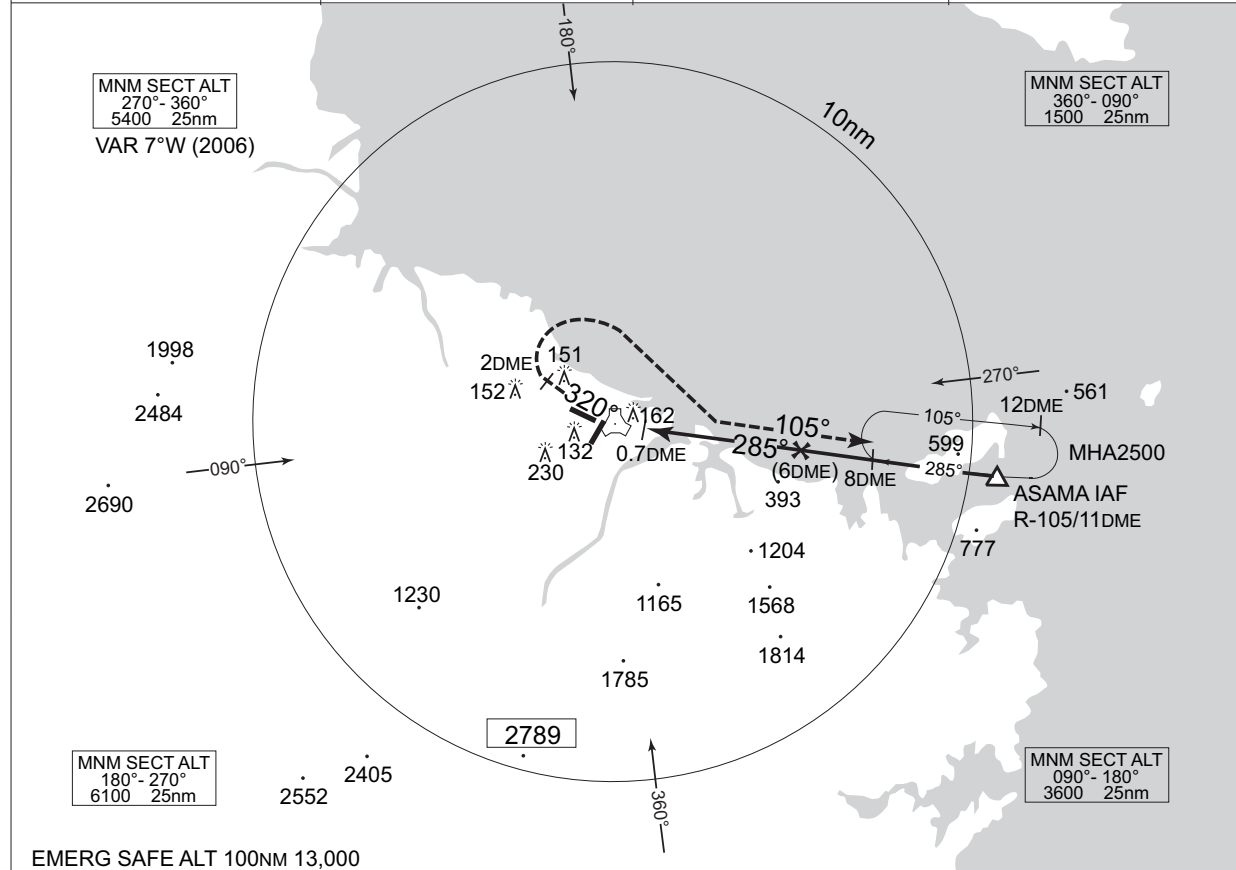 180°
MNM SECT ALT
270°- 360°
5400 25nm
VAR 7°W (2006)
10nm
MNM SECT ALT
360°- 090°
1500 25nm
1998
2484
2DME
151
152
320°
162
132
230
0.7DME
285°
105°
(6DME)
8DME
393
270°
561
12DME
105°
599
285°
MHA2500
ASAMA IAF
R-105/11DME
777
090°
2690
1204
1230
1165
1568
1814
1785
2789
2405
2552
360°
MNM SECT ALT
180°- 270°
6100 25nm
MNM SECT ALT
090°- 180°
3600 25nm
EMERG SAFE ALT 100NM 13,000